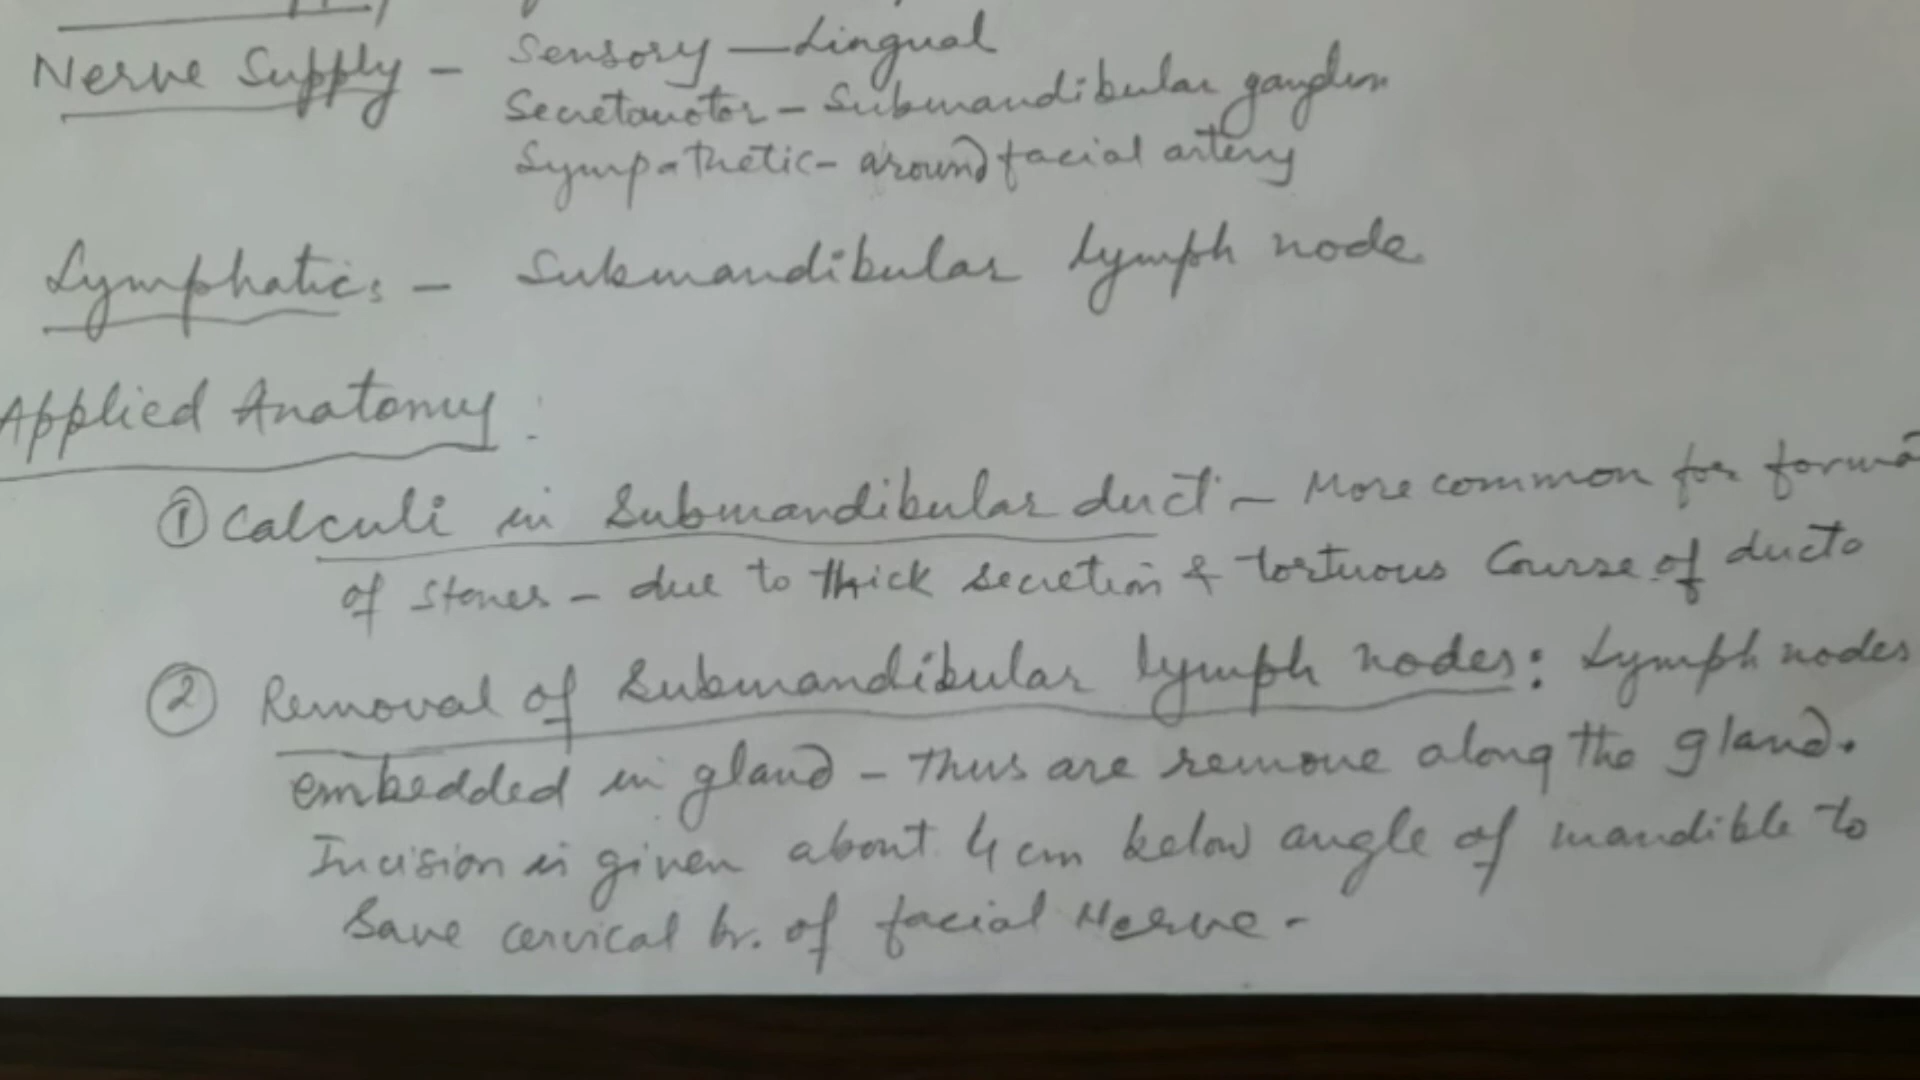 Nerve Supply - Sensory - Lingual
Secretomotor - Submandibular ganglion
Sympathetic - around facial artery
Lymphatics - Submandibular lymph node
Applied Anatomy:
① Calculi in Submandibular duct - More common for forma
of stones - due to thick secretion & tortuous Course of ducto
② Removal of Submandibular lymph nodes: Lymph nodes
embedded in gland - Thus are remove along the gland.
Incision is given about 4 cm below angle of mandible to
Save cervical br. of facial Nerve -